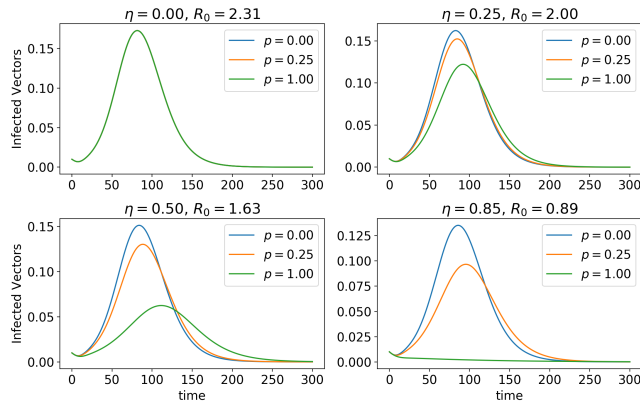 η = 0.00, R₀ = 2.31
Infected Vectors
0.15
0.10
0.05
0.00
p = 0.00
p = 0.25
p = 1.00
0 50 100 150 200 250 300
η = 0.25, R₀ = 2.00
0.15
0.10
0.05
0.00
p = 0.00
p = 0.25
p = 1.00
0 50 100 150 200 250 300
η = 0.50, R₀ = 1.63
Infected Vectors
0.15
0.10
0.05
0.00
p = 0.00
p = 0.25
p = 1.00
0 50 100 150 200 250 300
time
η = 0.85, R₀ = 0.89
0.125
0.100
0.075
0.050
0.025
0.000
p = 0.00
p = 0.25
p = 1.00
0 50 100 150 200 250 300
time